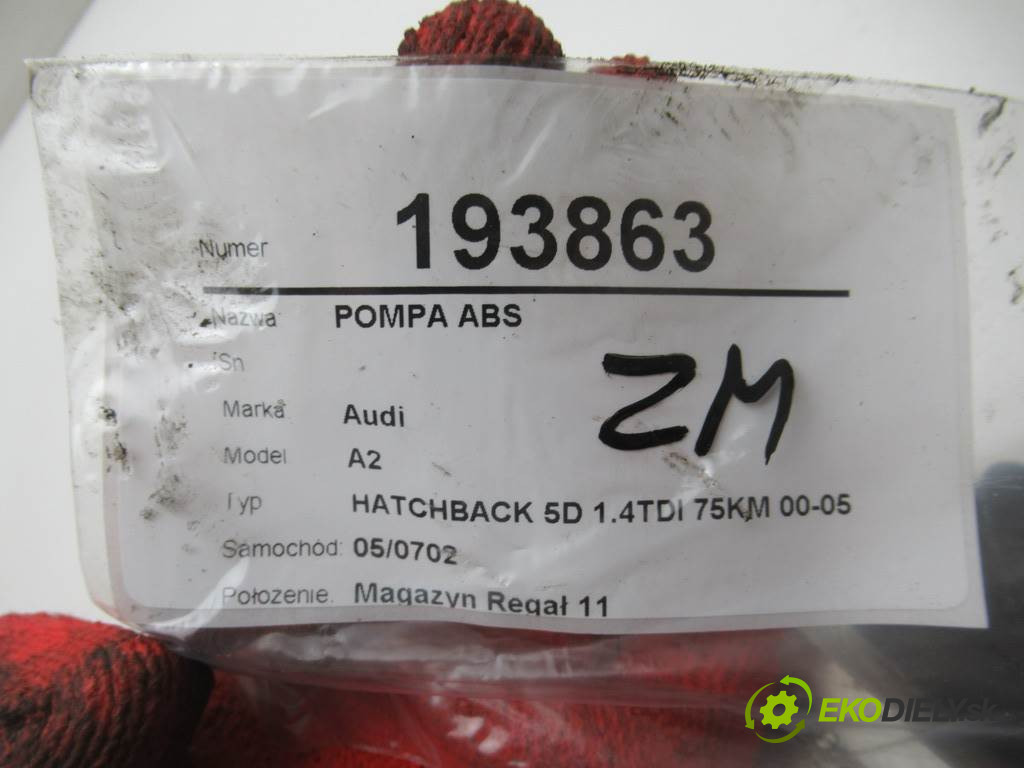 Numer 193863
Nazwa POMPA ABS
Sn
ZM
Marka: Audi
Model A2
Typ HATCHBACK 5D 1.4TDI 75KM 00-05
Samochód: 05/0702
Położenie. Magazyn Regał 11
EKODIELY.sk